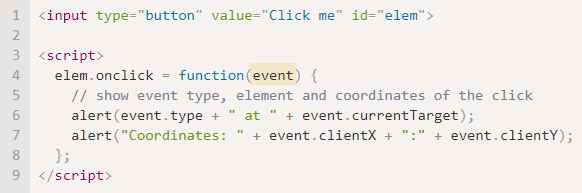 1 <input type="button" value="Click me" id="elem">
2
3 <script>
4   elem.onclick = function(event) {
5     // show event type, element and coordinates of the click
6     alert(event.type + " at " + event.currentTarget);
7     alert("Coordinates: " + event.clientX + ":" + event.clientY);
8   };
9 </script>